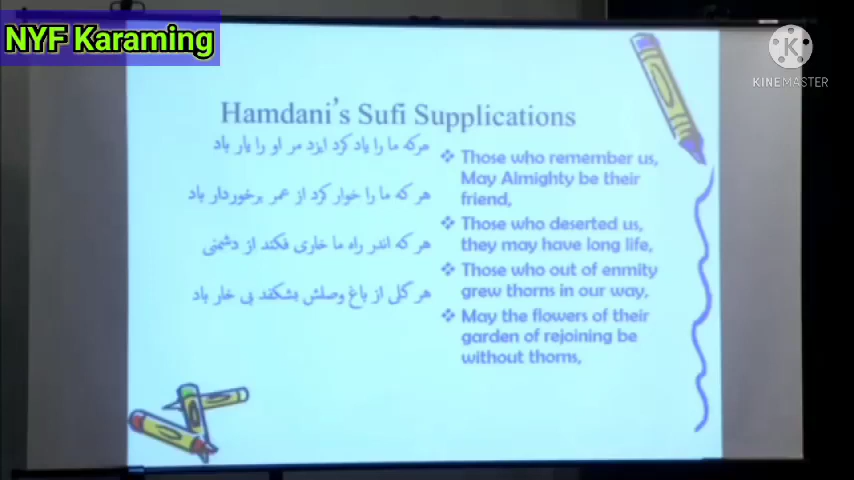 NYF Karaming
K
KINEMASTER
Hamdani's Sufi Supplications
هرکه ما را یاد کرد ایزد مر او را یار باد
هر که ما را خوار کرد از عمر برخوردار باد
هر که اندر راه ما خاری فکند از دشمنی
هر گلی از باغ وصلش بشکفد بی خار باد
❖ Those who remember us,
May Almighty be their
friend,
❖ Those who deserted us,
they may have long life,
❖ Those who out of enmity
grew thorns in our way,
❖ May the flowers of their
garden of rejoining be
without thorns,